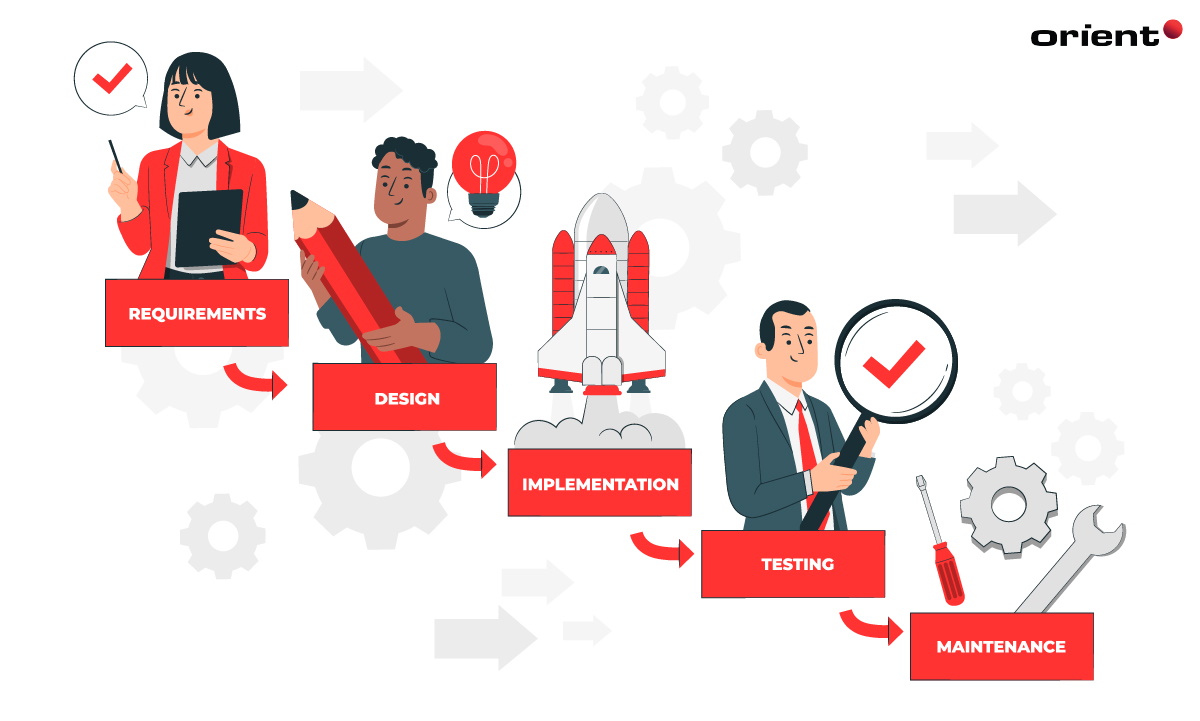 orient
REQUIREMENTS
DESIGN
IMPLEMENTATION
TESTING
MAINTENANCE